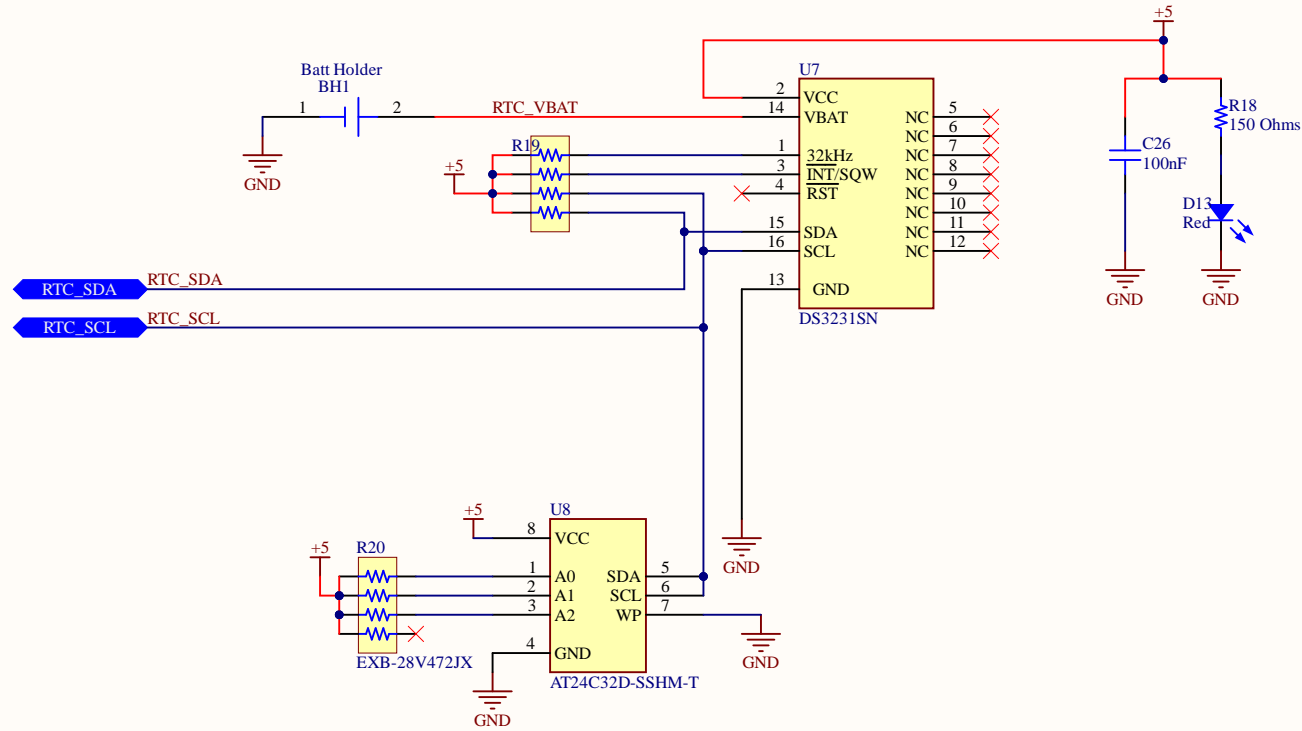 +5
Batt Holder
BH1
1
2
RTC_VBAT
GND
U7
2
VCC
14
VBAT
1
32kHz
3
INT/SQW
4
RST
15
SDA
16
SCL
13
GND
NC
5
NC
6
NC
7
NC
8
NC
9
NC
10
NC
11
NC
12
DS3231SN
R19
+5
C26
100nF
GND
R18
150 Ohms
D13
Red
GND
RTC_SDA
RTC_SDA
RTC_SCL
RTC_SCL
GND
+5
U8
8
VCC
+5
R20
1
A0
2
A1
3
A2
4
GND
SDA
5
SCL
6
WP
7
EXB-28V472JX
AT24C32D-SSHM-T
GND
GND